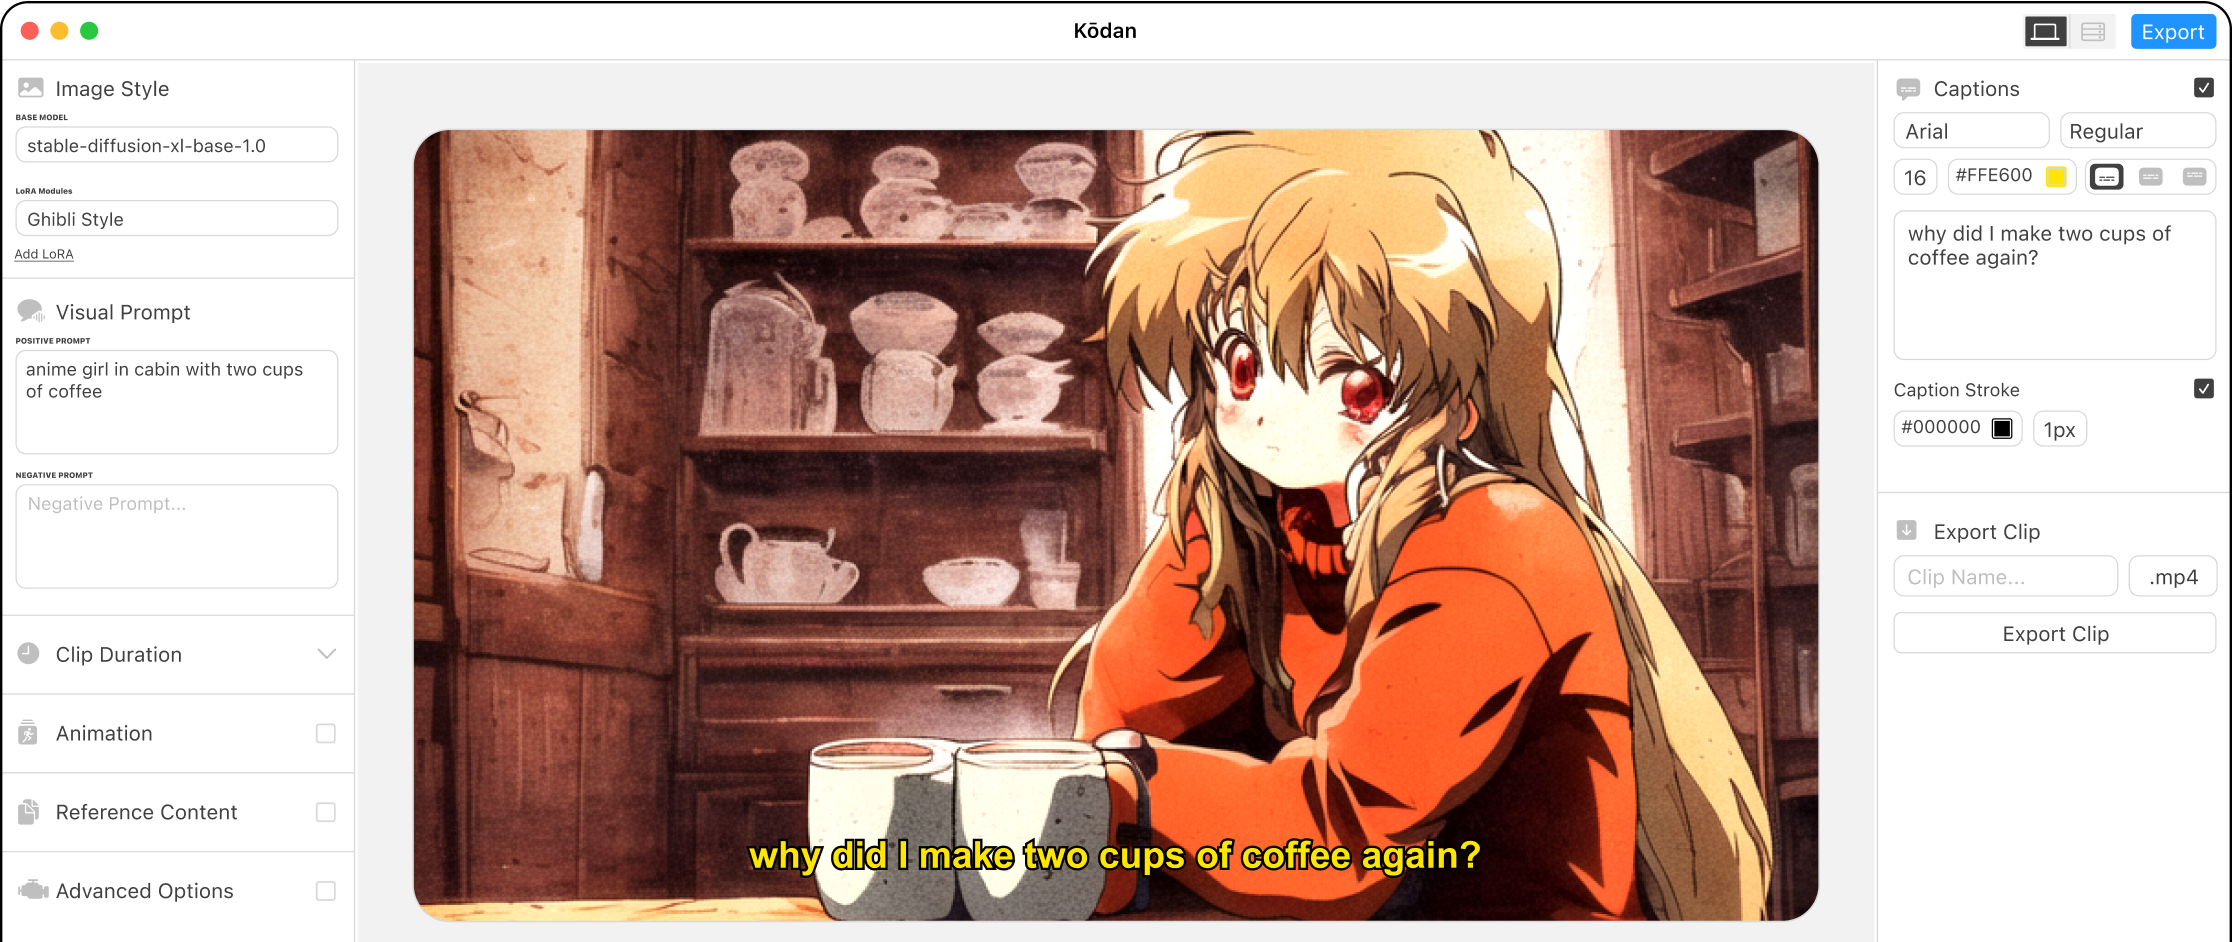 Kōdan
Export
Image Style
BASE MODEL
stable-diffusion-xl-base-1.0
LoRA Modules
Ghibli Style
Add LoRA
Visual Prompt
POSITIVE PROMPT
anime girl in cabin with two cups
of coffee
NEGATIVE PROMPT
Negative Prompt...
Clip Duration
Animation
Reference Content
Advanced Options
why did I make two cups of coffee again?
Captions
Arial
Regular
16
#FFE600
why did I make two cups of
coffee again?
Caption Stroke
#000000
1px
Export Clip
Clip Name...
.mp4
Export Clip